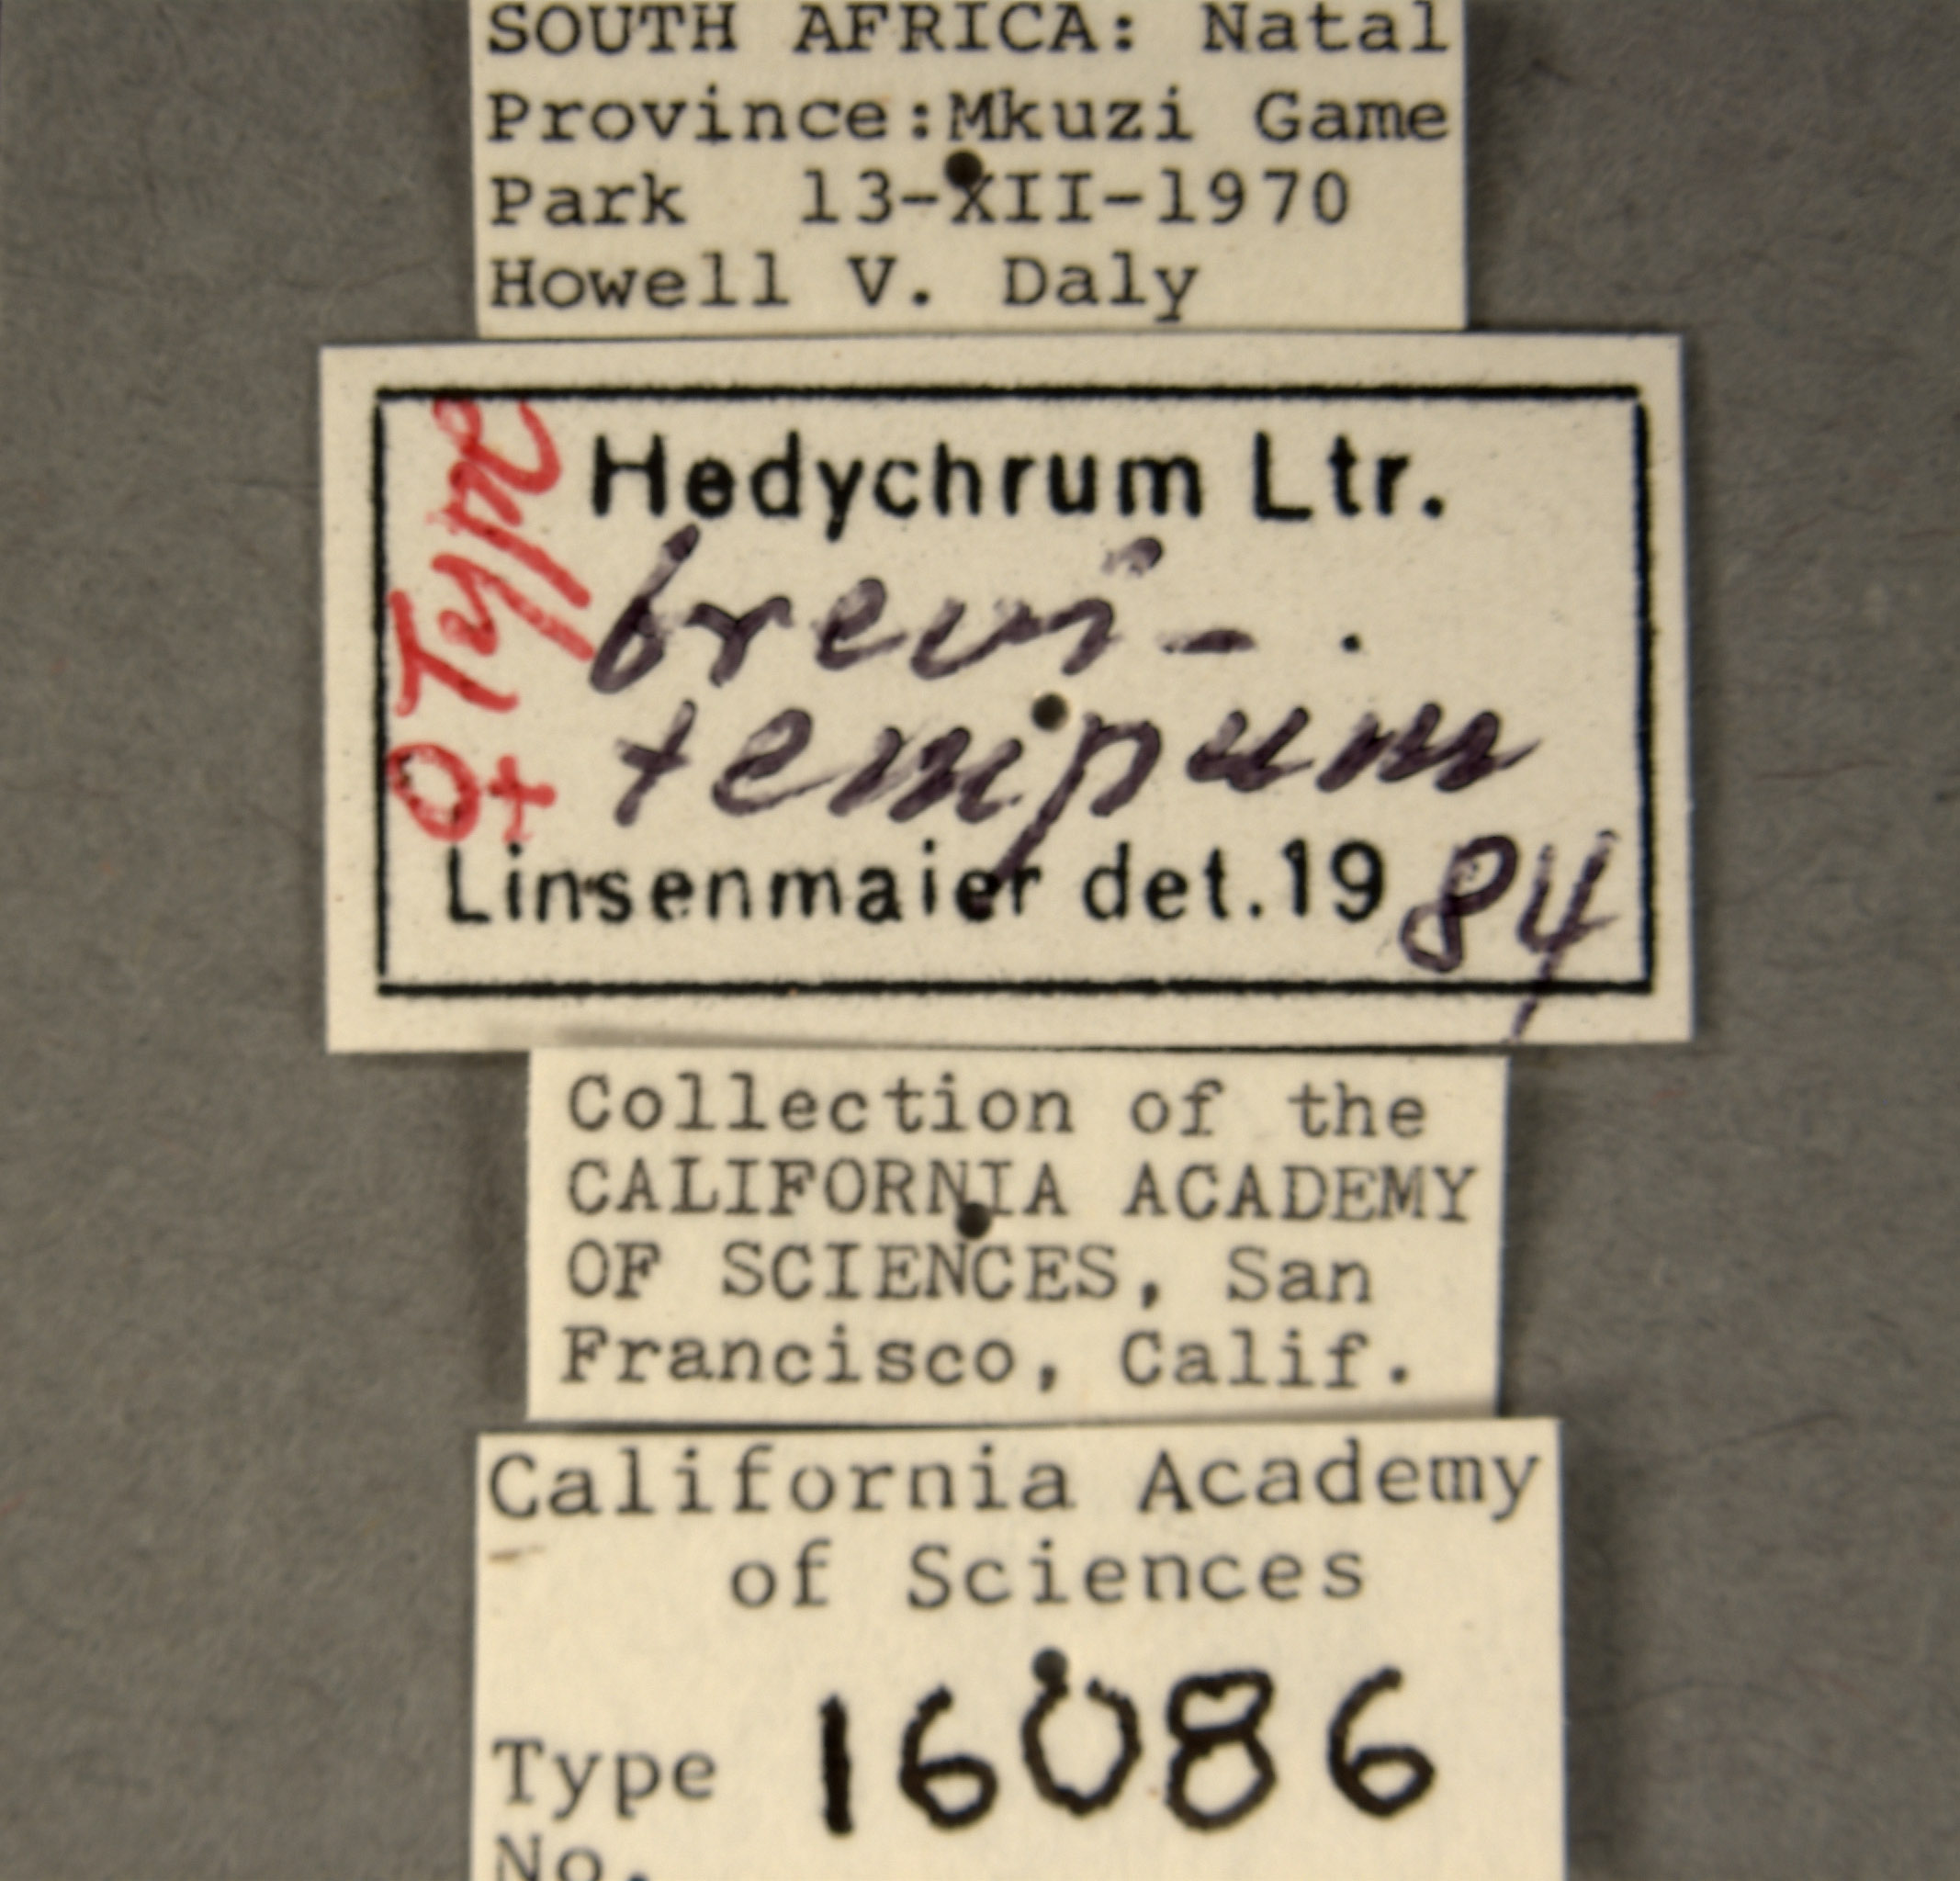 SOUTH AFRICA: Natal
Province:Mkuzi Game
Park 13-XII-1970
Howell V. Daly
♀ Type
Hedychrum Ltr.
brevi-
tempum
Linsenmaier det.1984
Collection of the
CALIFORNIA ACADEMY
OF SCIENCES, San
Francisco, Calif.
California Academy
of Sciences
Type 16086
No.